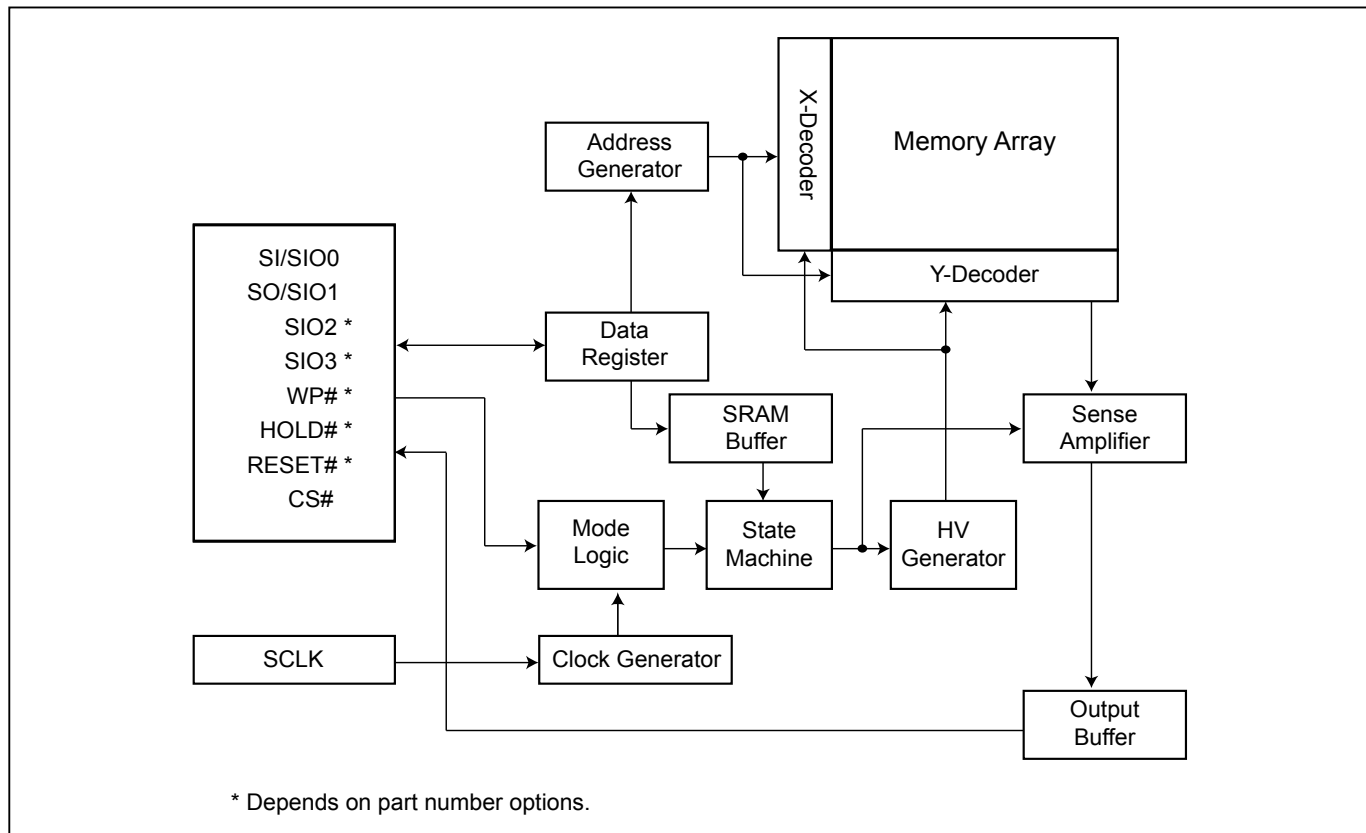 X-Decoder
Memory Array
Address
Generator
SI/SIO0
SO/SIO1
SIO2 *
SIO3 *
WP# *
HOLD# *
RESET# *
CS#
Y-Decoder
Data
Register
SRAM
Buffer
Sense
Amplifier
Mode
Logic
State
Machine
HV
Generator
SCLK
Clock Generator
Output
Buffer
* Depends on part number options.